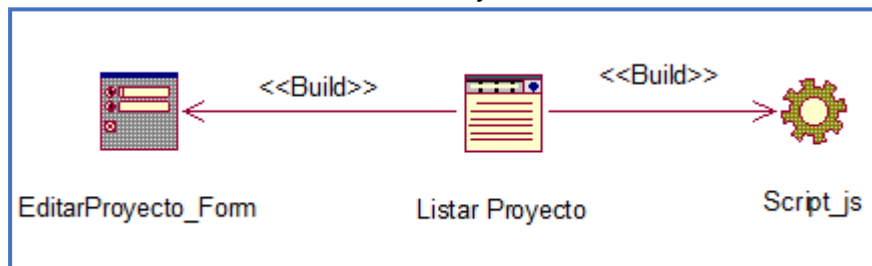 <<Build>>
<<Build>>
EditarProyecto_Form
Listar Proyecto
Script_js